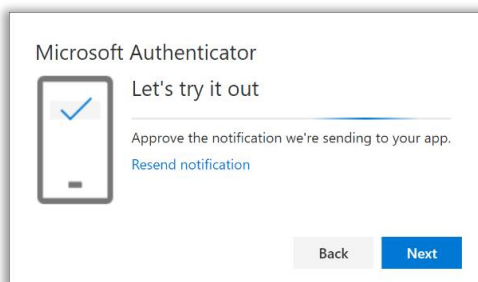 Microsoft Authenticator
Let's try it out
Approve the notification we're sending to your app.
Resend notification
Back
Next